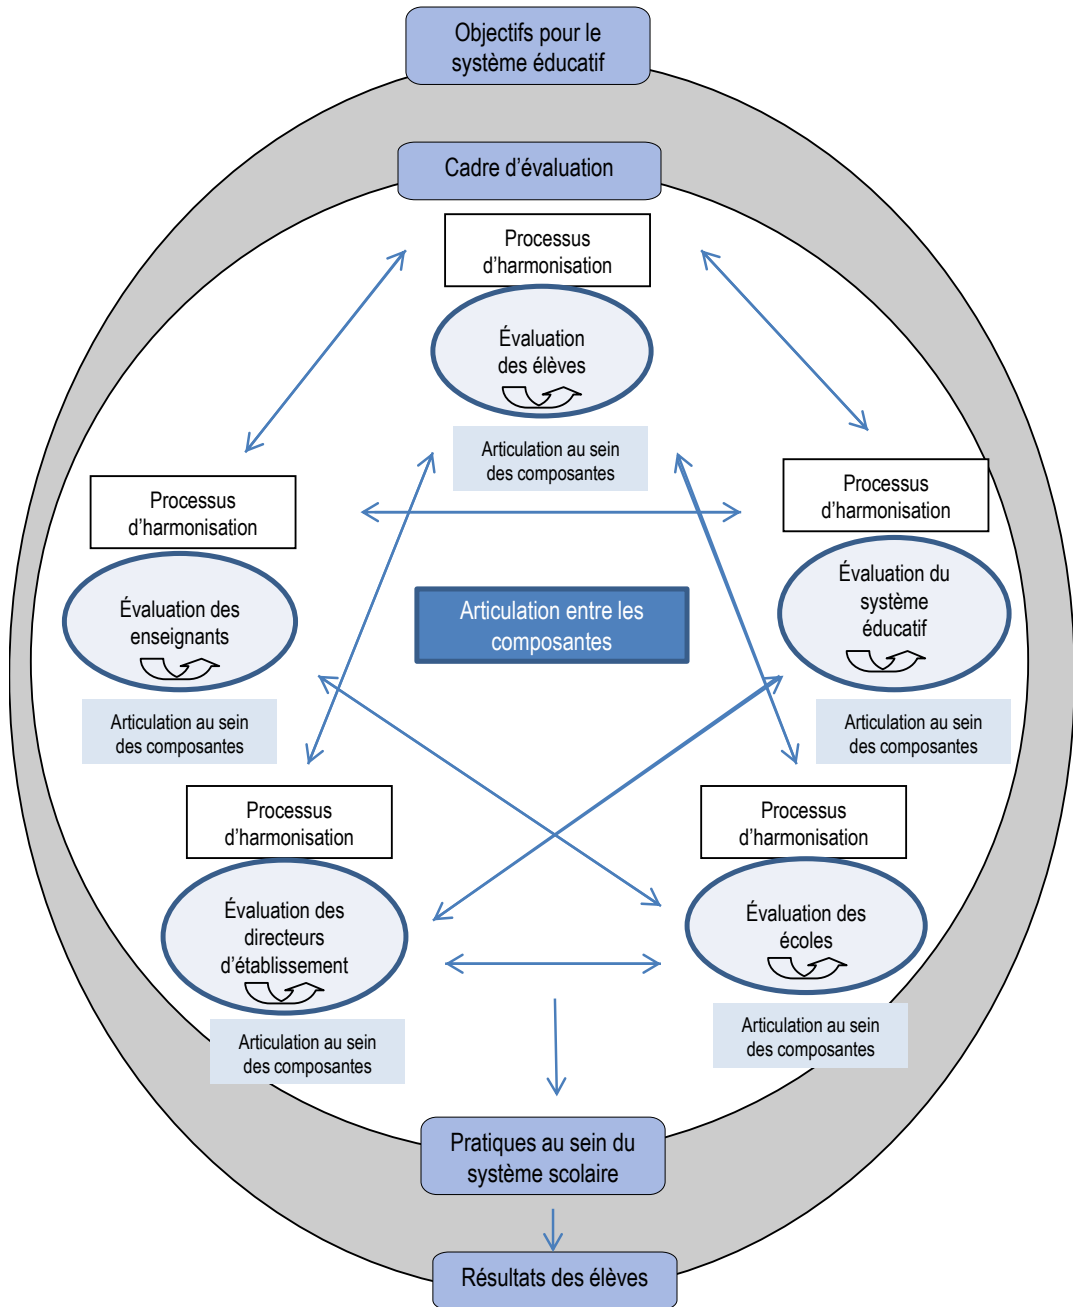 Objectifs pour le
système éducatif
Cadre d'évaluation
Processus
d'harmonisation
Évaluation
des élèves
Articulation au sein
des composantes
Processus
d'harmonisation
Évaluation des
enseignants
Articulation au sein
des composantes
Articulation entre les
composantes
Processus
d'harmonisation
Évaluation du
système
éducatif
Articulation au sein
des composantes
Processus
d'harmonisation
Évaluation des
directeurs
d'établissement
Articulation au sein
des composantes
Processus
d'harmonisation
Évaluation des
écoles
Articulation au sein
des composantes
Pratiques au sein du
système scolaire
Résultats des élèves